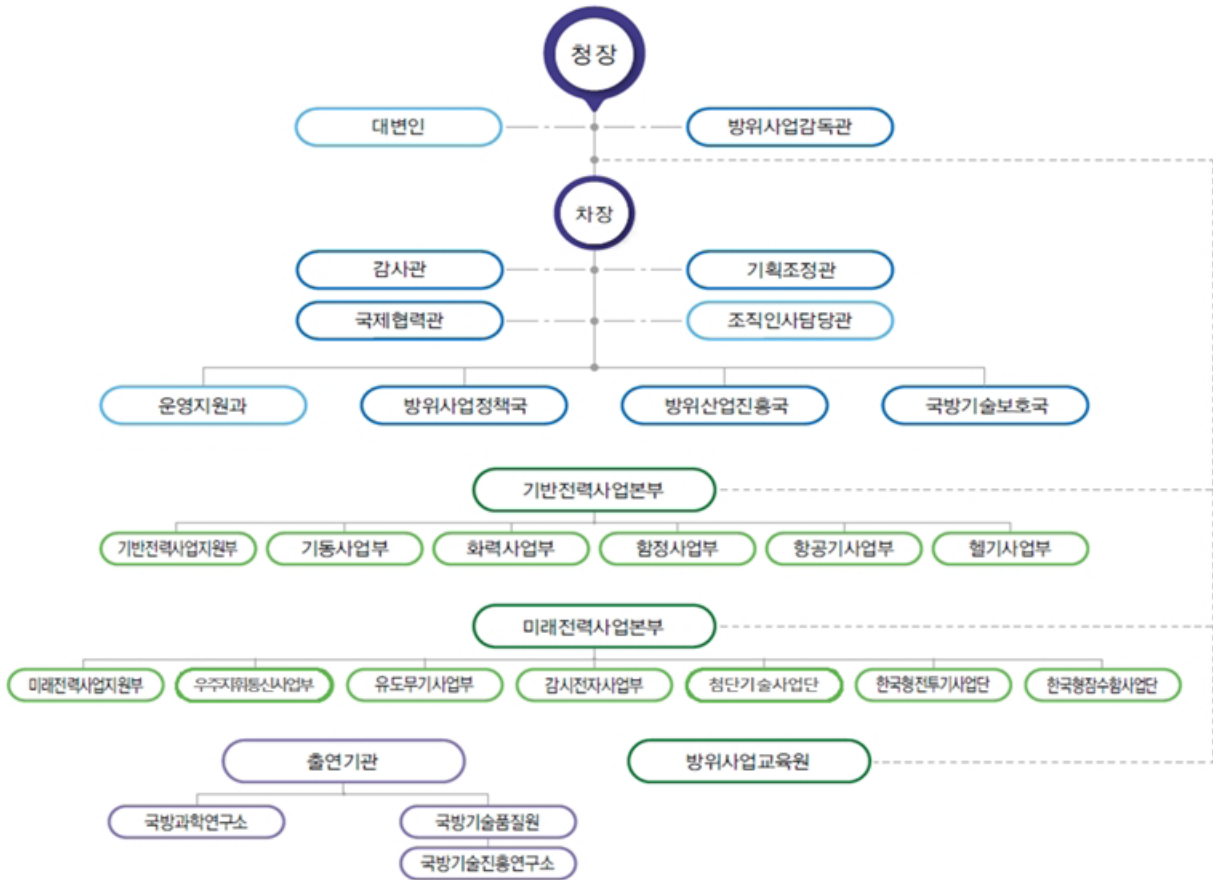 청장
대변인
방위사업감독관
차장
감사관
기획조정관
국제협력관
조직인사담당관
운영지원과
방위사업정책국
방위산업진흥국
국방기술보호국
기반전력사업본부
기반전력사업지원부
기동사업부
화력사업부
함정사업부
항공기사업부
헬기사업부
미래전력사업본부
미래전력사업지원부
우주지휘통신사업부
유도무기사업부
감시전자사업부
첨단기술사업단
한국형전투기사업단
한국형잠수함사업단
출연기관
방위사업교육원
국방과학연구소
국방기술품질원
국방기술진흥연구소